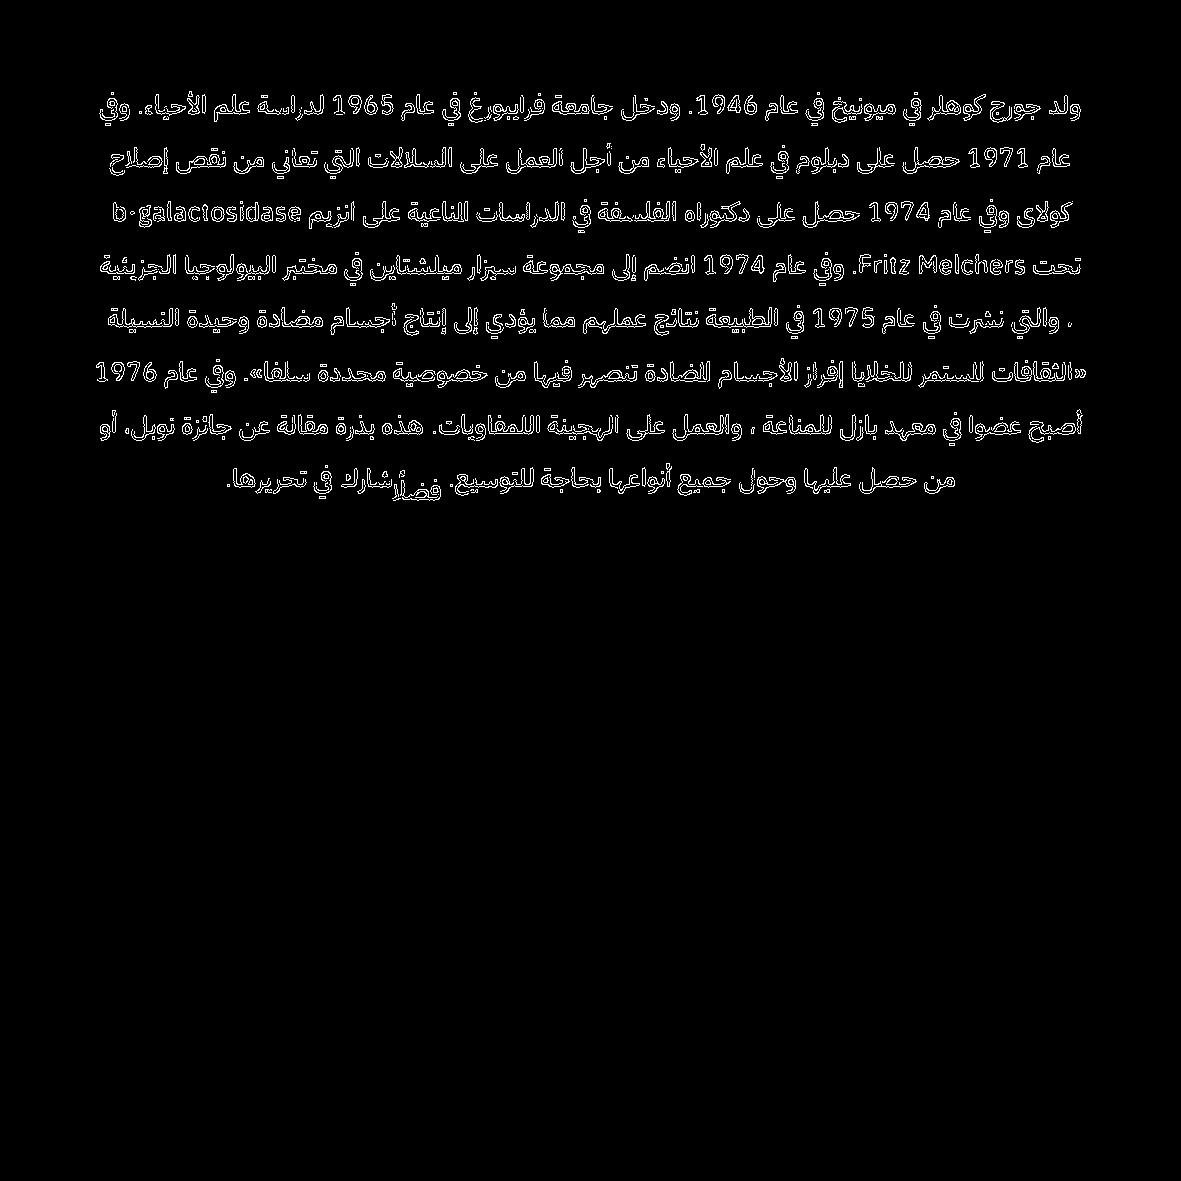 ولد جورج كوهلر في ميونيخ في عام 1946. ودخل جامعة فرايبورغ في عام 1965 لدراسة علم الأحياء. وفي
عام 1971 حصل على دبلوم في علم الأحياء، من أجل العمل على السلالات التي تعاني من نقص إصلاح
كولاى وفي عام 1974 حصل على دكتوراه الفلسفة في الدراسات المناعية على انزيم b-galactosidase
تحت Fritz Melchers. وفي عام 1974 انضم إلى مجموعة سيزار ميلشتاين في مختبر البيولوجيا الجزيئية
، والتي نشرت في عام 1975 في الطبيعة نتائج عملهم مما يؤدي إلى إنتاج أجسام مضادة وحيدة النسيلة
«الثقافات المستمر للخلايا إفراز الأجسام المضادة تنصهر فيها من خصوصية محددة سلفا». وفي عام 1976
أصبح عضوا في معهد بازل للمناعة ، والعمل على الهجينة اللمفاويات. هذه بذرة مقالة عن جائزة نوبل، أو
من حصل عليها وحول جميع أنواعها بحاجة للتوسيع. فضلًا شارك في تحريرها.